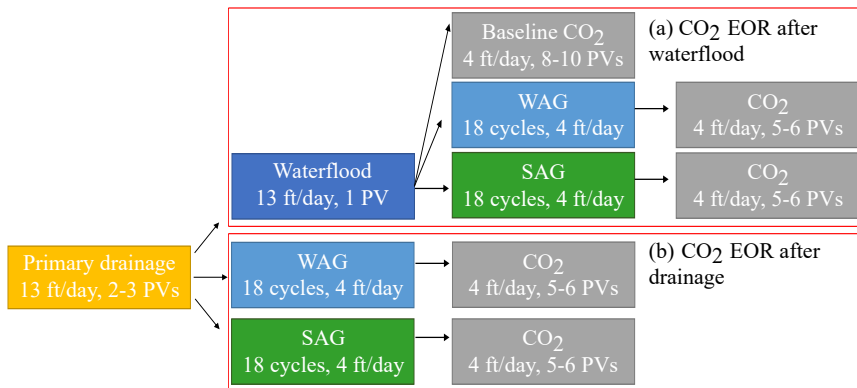 Baseline CO2
4 ft/day, 8-10 PVs
(a) CO2 EOR after
waterflood
WAG
18 cycles, 4 ft/day
CO2
4 ft/day, 5-6 PVs
Waterflood
13 ft/day, 1 PV
SAG
18 cycles, 4 ft/day
CO2
4 ft/day, 5-6 PVs
Primary drainage
13 ft/day, 2-3 PVs
WAG
18 cycles, 4 ft/day
CO2
4 ft/day, 5-6 PVs
(b) CO2 EOR after
drainage
SAG
18 cycles, 4 ft/day
CO2
4 ft/day, 5-6 PVs